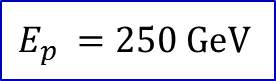 E_p = 250 GeV